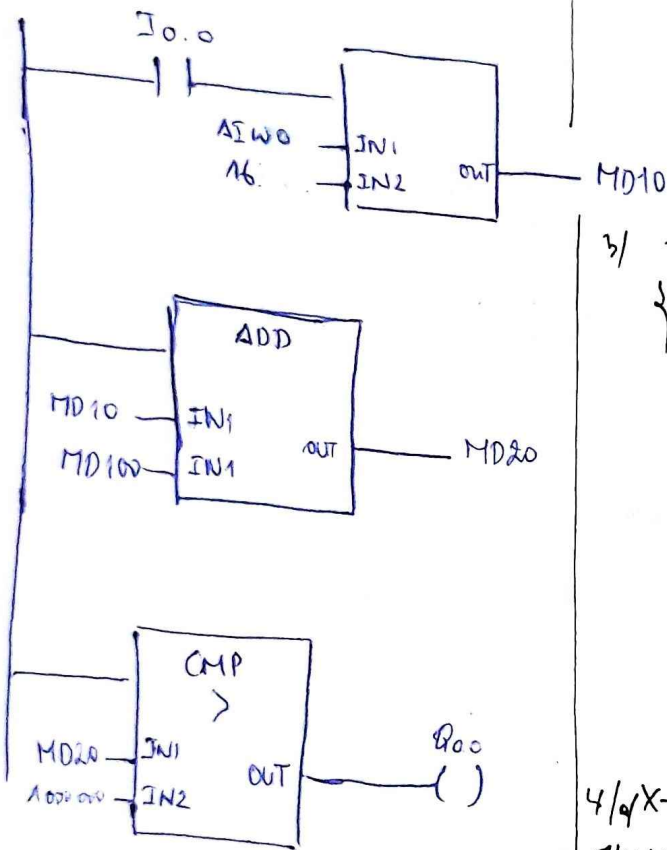 I0.0
AIW0 IN1
16 IN2 OUT MD10
3/
ADD
MD10 IN1
MD100 IN1 OUT MD20
CMP
>
MD20 IN1
IN2 OUT Q0.0
( )
4/ X-